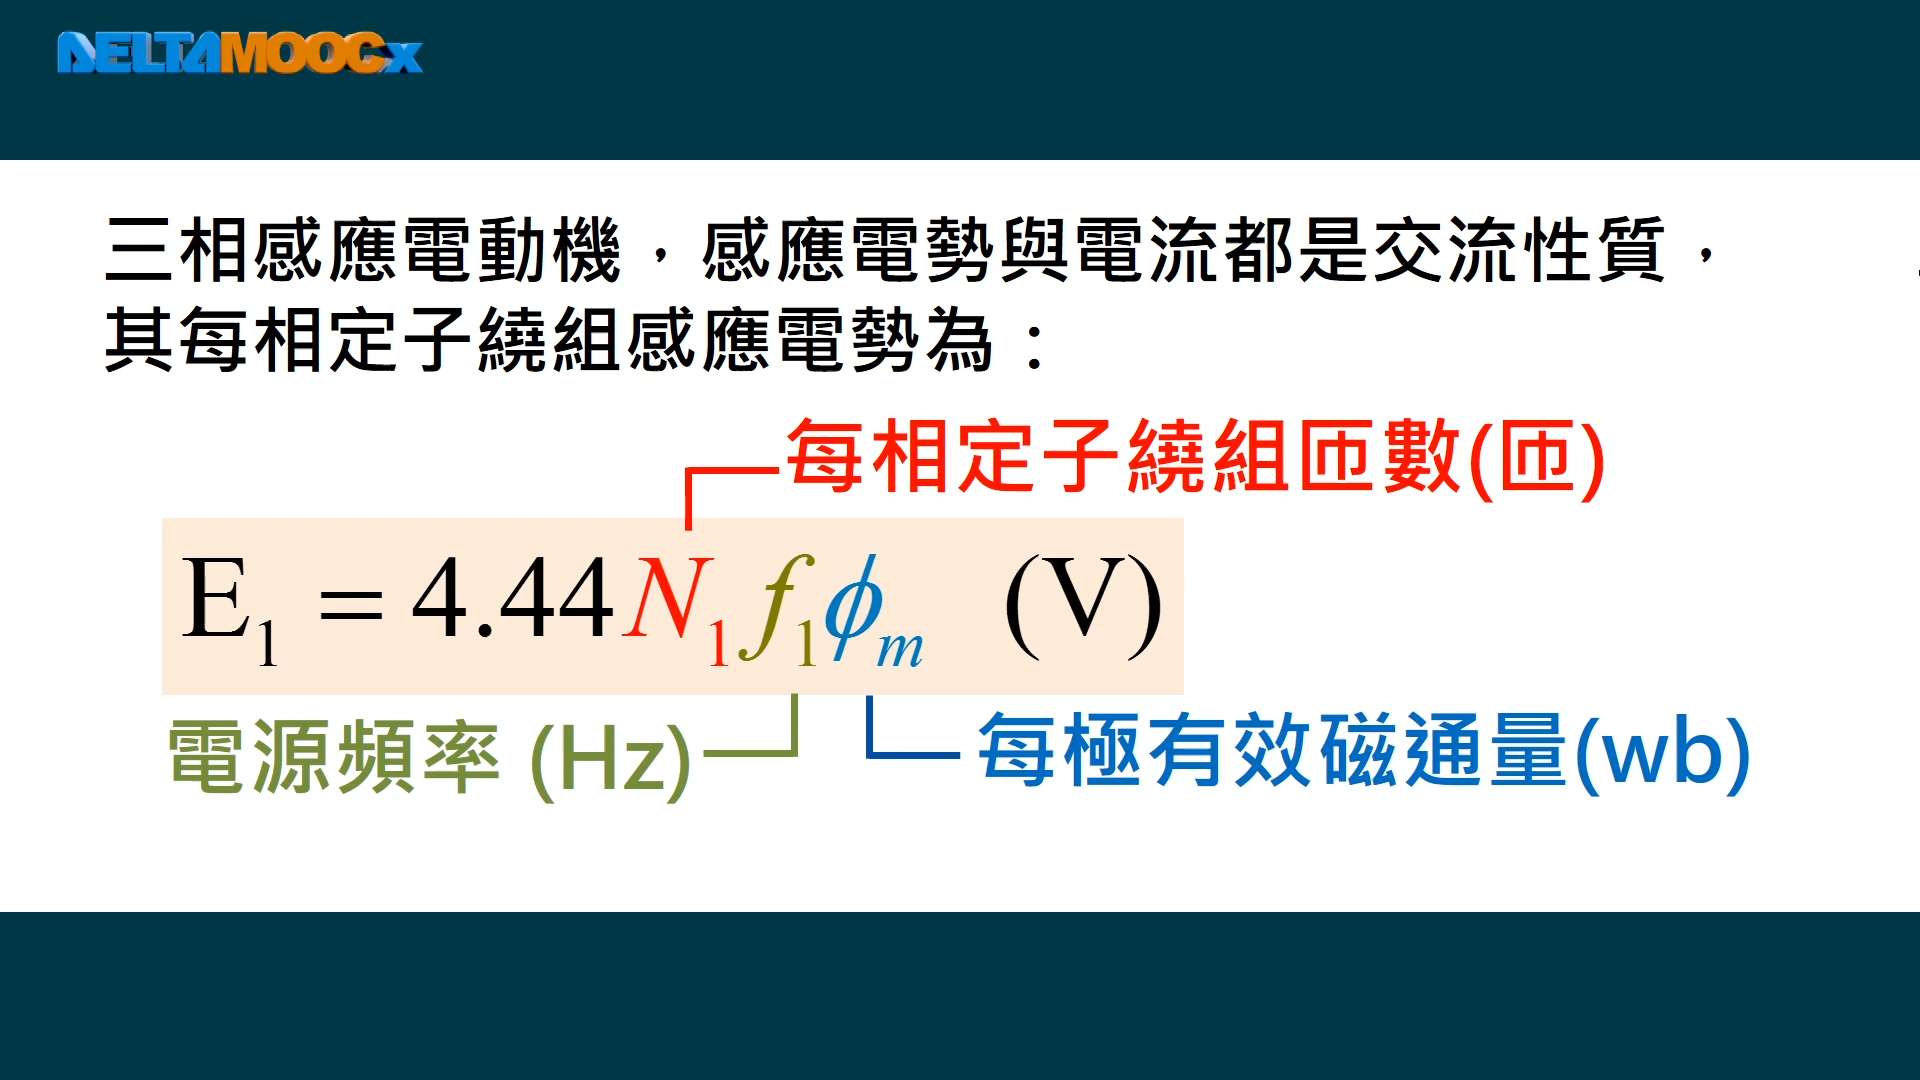 DELTAMOOCx
三相感應電動機，感應電勢與電流都是交流性質，
其每相定子繞組感應電勢為：
每相定子繞組匝數(匝)
E₁ = 4.44N₁f₁ϕₘ (V)
電源頻率 (Hz)
每極有效磁通量(wb)